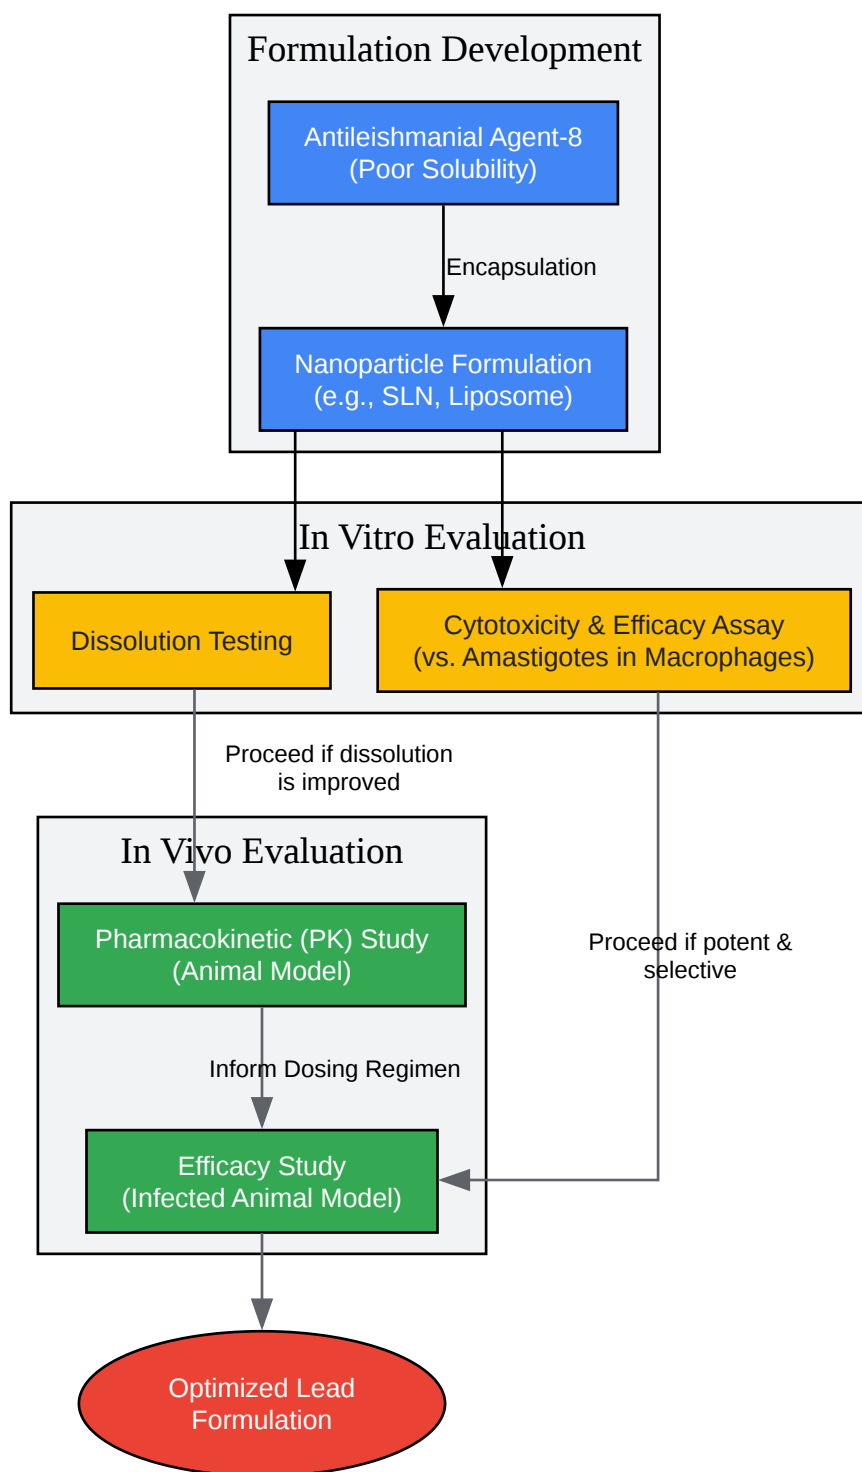 Formulation Development
Antileishmanial Agent-8
(Poor Solubility)
Encapsulation
Nanoparticle Formulation
(e.g., SLN, Liposome)
In Vitro Evaluation
Dissolution Testing
Cytotoxicity & Efficacy Assay
(vs. Amastigotes in Macrophages)
Proceed if dissolution
is improved
In Vivo Evaluation
Pharmacokinetic (PK) Study
(Animal Model)
Proceed if potent &
selective
Inform Dosing Regimen
Efficacy Study
(Infected Animal Model)
Optimized Lead
Formulation